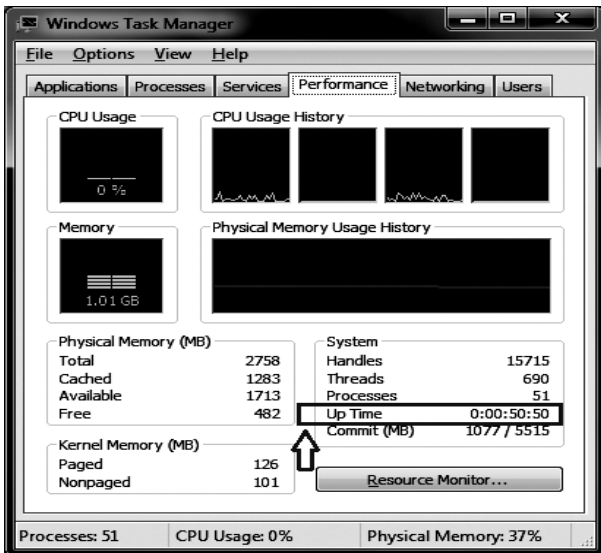 Windows Task Manager
File Options View Help
Applications Processes Services Performance Networking Users
CPU Usage CPU Usage History
0 %
Memory Physical Memory Usage History
1.01 GB
Physical Memory (MB)
Total 2758
Cached 1283
Available 1713
Free 482
System
Handles 15715
Threads 690
Processes 51
Up Time 0:00:50:50
Commit (MB) 1077 / 5515
Kernel Memory (MB)
Paged 126
Nonpaged 101
Resource Monitor...
Processes: 51 CPU Usage: 0% Physical Memory: 37%